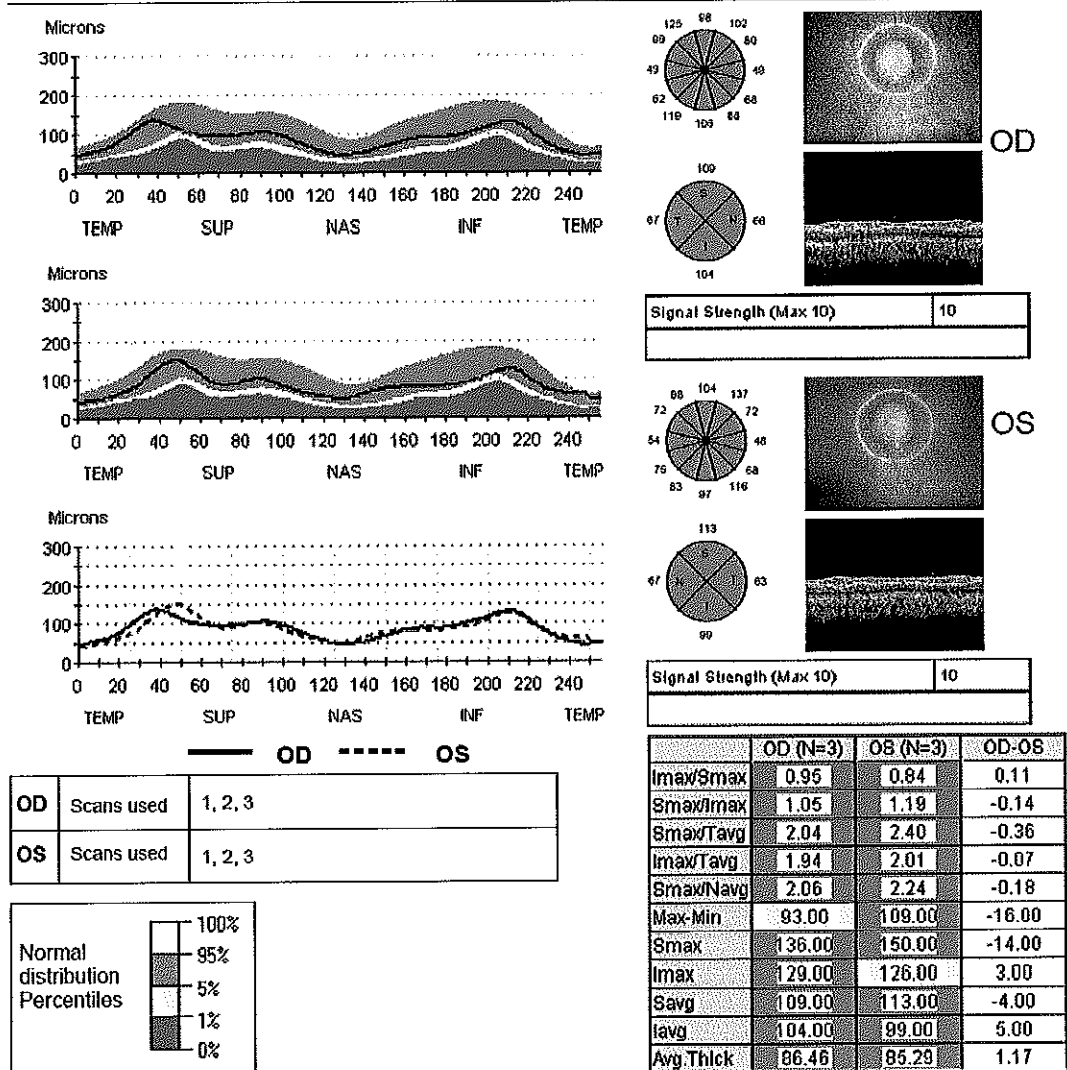 Microns
300
200
100
0
0 20 40 60 80 100 120 140 160 180 200 220 240
TEMP SUP NAS INF TEMP
Microns
300
200
100
0
0 20 40 60 80 100 120 140 160 180 200 220 240
TEMP SUP NAS INF TEMP
Microns
300
200
100
0
0 20 40 60 80 100 120 140 160 180 200 220 240
TEMP SUP NAS INF TEMP
OD OS
OD Scans used 1, 2, 3
OS Scans used 1, 2, 3
Normal distribution Percentiles
100%
95%
5%
1%
0%
125 98 102
80
49
49
62 68
119
OD
109
S
67 T N
I
104
Signal Strength (Max 10) 10
88 104 137
72 72
54 48
68
83 97 116
OS
113
S
67 N T 63
I
99
Signal Strength (Max 10) 10
OD (N=3) OS (N=3) OD-OS
Imax/Smax 0.95 0.84 0.11
Smax/Imax 1.05 1.19 -0.14
Smax/Tavg 2.04 2.40 -0.36
Imax/Tavg 1.94 2.01 -0.07
Smax/Navg 2.06 2.24 -0.18
Max-Min 93.00 109.00 -16.00
Smax 136.00 150.00 -14.00
Imax 129.00 126.00 3.00
Savg 109.00 113.00 -4.00
Iavg 104.00 99.00 5.00
Avg.Thick 86.46 85.29 1.17